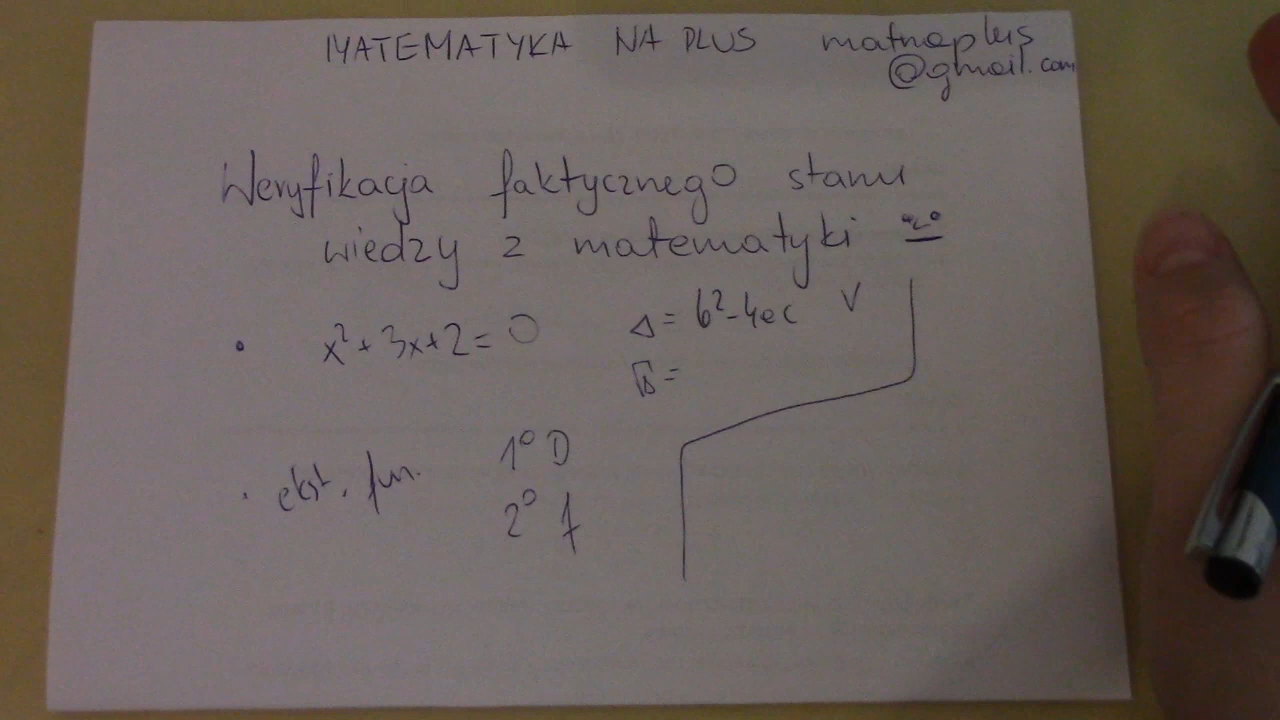 MATEMATYKA NA PLUS matnaplus
@gmail.com
Weryfikacja faktycznego stanu
wiedzy z matematyki
• x²+3x+2=0 Δ=b²-4ac V
√Δ=
• ekst. fun. 1° D
2° f